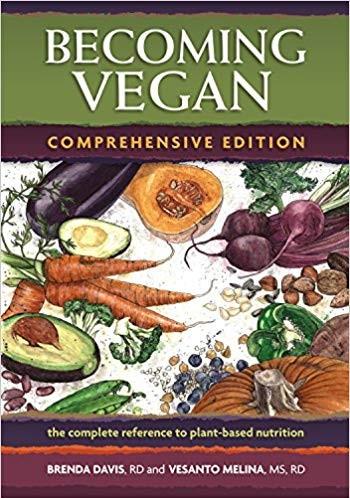 BECOMING
VEGAN
COMPREHENSIVE EDITION
the complete reference to plant-based nutrition
BRENDA DAVIS, RD and VESANTO MELINA, MS, RD